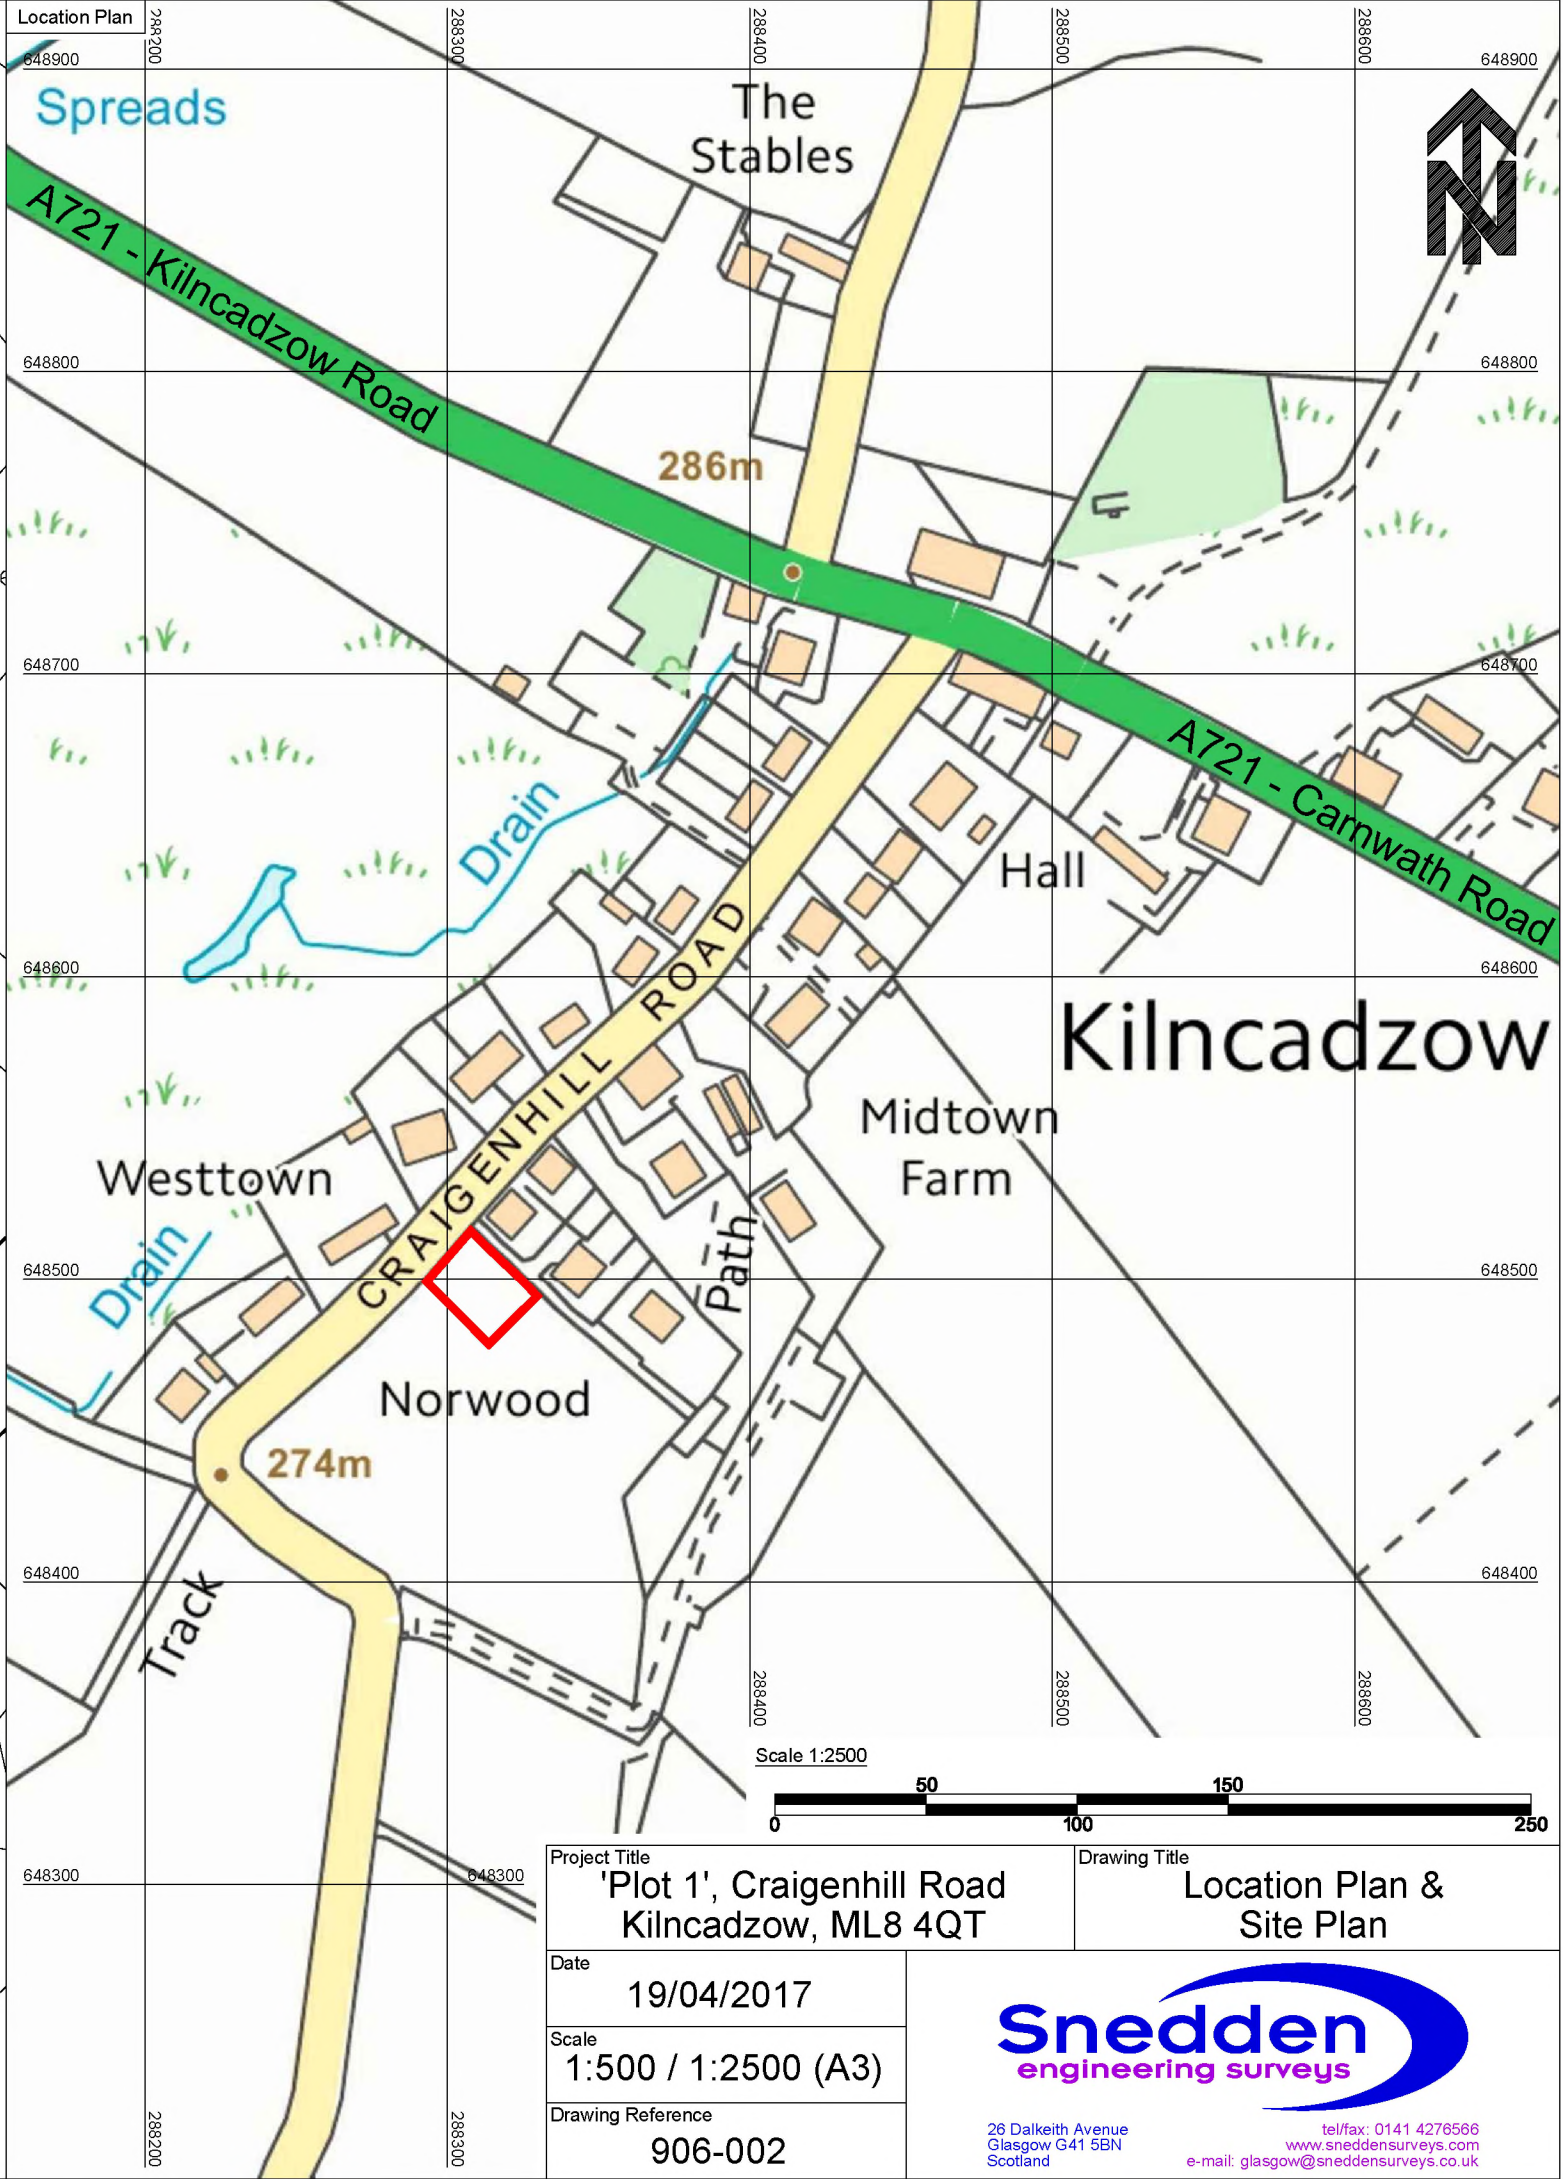 Location Plan
288200
288300
288400
288500
288600
648900
648900
Spreads
The
Stables
N
A721 - Kilncadzow Road
648800
648800
286m
648700
648700
A721 - Carnwath Road
Drain
Hall
CRAIGENHILL ROAD
648600
648600
Kilncadzow
Midtown
Farm
Westtown
Drain
Path
648500
648500
Norwood
274m
648400
648400
Track
288400
288500
288600
Scale 1:2500
50
150
0
100
250
648300
648300
Project Title
'Plot 1', Craigenhill Road
Kilncadzow, ML8 4QT
Drawing Title
Location Plan &
Site Plan
Date
19/04/2017
Scale
1:500 / 1:2500 (A3)
Drawing Reference
906-002
Snedden
engineering surveys
26 Dalkeith Avenue
Glasgow G41 5BN
Scotland
tel/fax: 0141 4276566
www.sneddensurveys.com
e-mail: glasgow@sneddensurveys.co.uk
288200
288300